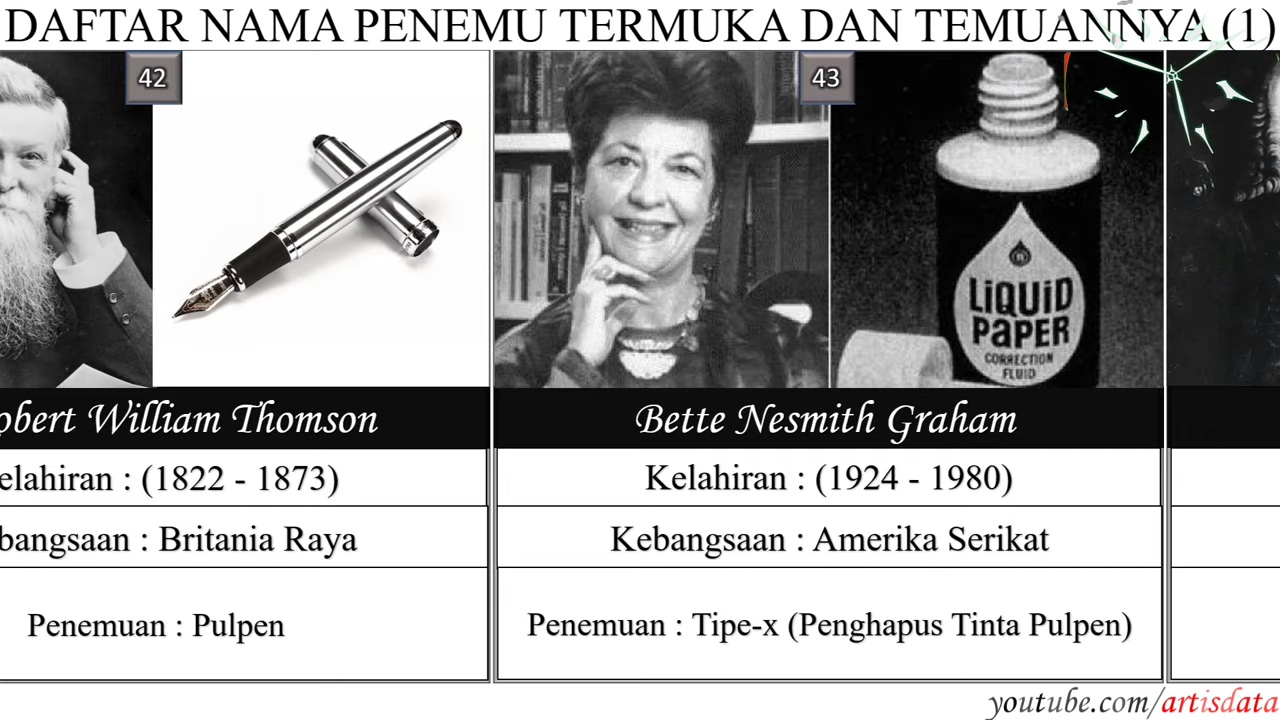 DAFTAR NAMA PENEMU TERMUKA DAN TEMUANNYA (1)
42
obert William Thomson
elahiran : (1822 - 1873)
bangsaan : Britania Raya
Penemuan : Pulpen
43
LiQUiD
PAPER
CORRECTION
FLUID
Bette Nesmith Graham
Kelahiran : (1924 - 1980)
Kebangsaan : Amerika Serikat
Penemuan : Tipe-x (Penghapus Tinta Pulpen)
youtube.com/artisdata